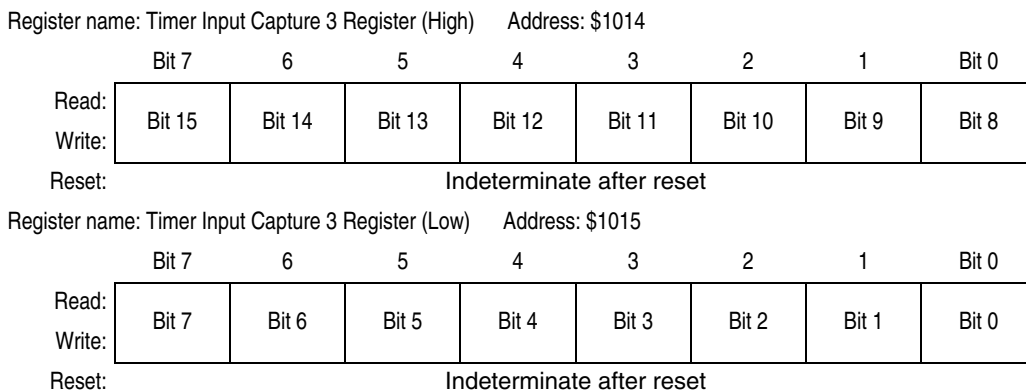 Register name: Timer Input Capture 3 Register (High) Address: $1014
Bit 7 6 5 4 3 2 1 Bit 0
Read:
Bit 15 Bit 14 Bit 13 Bit 12 Bit 11 Bit 10 Bit 9 Bit 8
Write:
Reset: Indeterminate after reset
Register name: Timer Input Capture 3 Register (Low) Address: $1015
Bit 7 6 5 4 3 2 1 Bit 0
Read:
Bit 7 Bit 6 Bit 5 Bit 4 Bit 3 Bit 2 Bit 1 Bit 0
Write:
Reset: Indeterminate after reset